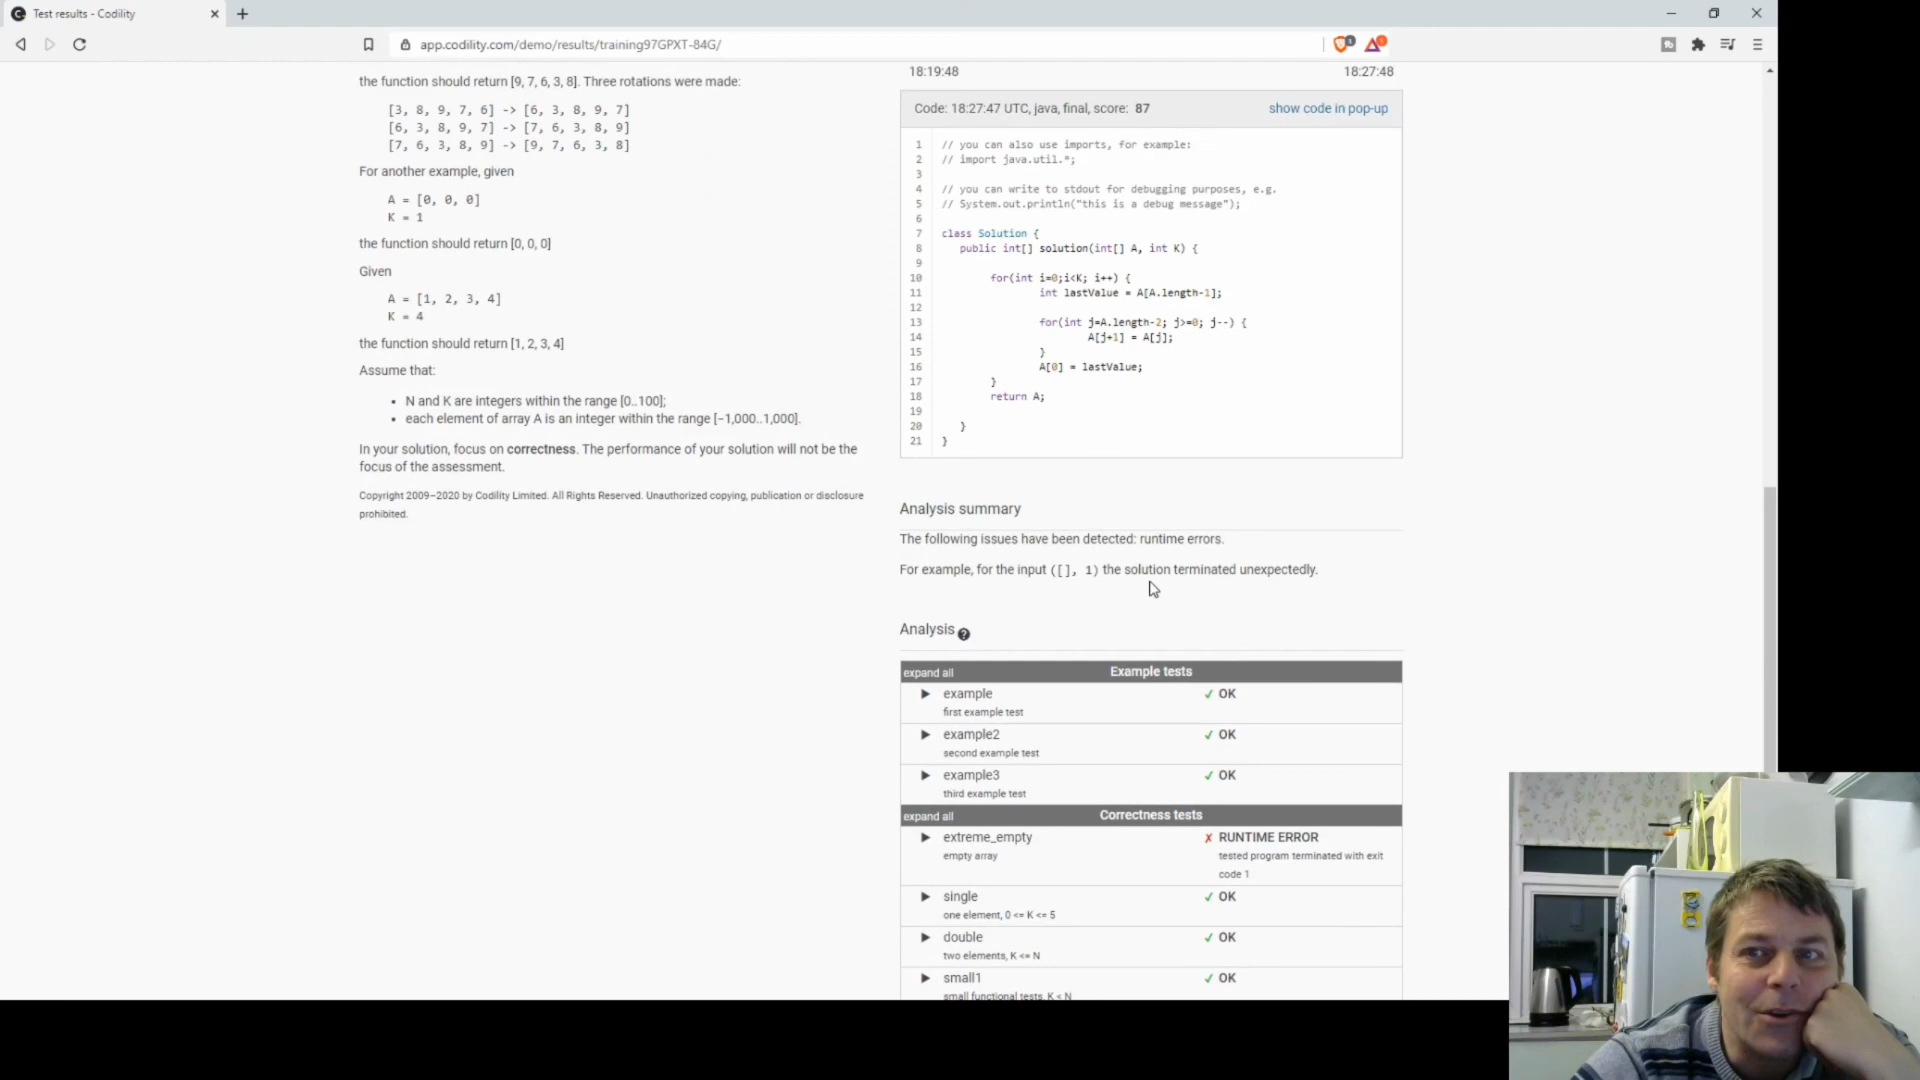 Test results - Codility
app.codility.com/demo/results/training97GPXT-84G/
the function should return [9, 7, 6, 3, 8]. Three rotations were made:
[3, 8, 9, 7, 6] -> [6, 3, 8, 9, 7]
[6, 3, 8, 9, 7] -> [7, 6, 3, 8, 9]
[7, 6, 3, 8, 9] -> [9, 7, 6, 3, 8]
For another example, given
A = [0, 0, 0]
K = 1
the function should return [0, 0, 0]
Given
A = [1, 2, 3, 4]
K = 4
the function should return [1, 2, 3, 4]
Assume that:
• N and K are integers within the range [0..100];
• each element of array A is an integer within the range [−1,000..1,000].
In your solution, focus on correctness. The performance of your solution will not be the
focus of the assessment.
Copyright 2009–2020 by Codility Limited. All Rights Reserved. Unauthorized copying, publication or disclosure
prohibited.
18:19:48 18:27:48
Code: 18:27:47 UTC, java, final, score: 87 show code in pop-up
1 // you can also use imports, for example:
2 // import java.util.*;
3
4 // you can write to stdout for debugging purposes, e.g.
5 // System.out.println("this is a debug message");
6
7 class Solution {
8 public int[] solution(int[] A, int K) {
9
10 for(int i=0;i<K; i++) {
11 int lastValue = A[A.length-1];
12
13 for(int j=A.length-2; j>=0; j--) {
14 A[j+1] = A[j];
15 }
16 A[0] = lastValue;
17 }
18 return A;
19
20 }
21 }
Analysis summary
The following issues have been detected: runtime errors.
For example, for the input ([], 1) the solution terminated unexpectedly.
Analysis ?
expand all Example tests
▶ example ✓ OK
first example test
▶ example2 ✓ OK
second example test
▶ example3 ✓ OK
third example test
expand all Correctness tests
▶ extreme_empty ✗ RUNTIME ERROR
empty array tested program terminated with exit
code 1
▶ single ✓ OK
one element, 0 <= K <= 5
▶ double ✓ OK
two elements, K <= N
▶ small1 ✓ OK
small functional tests, K < N